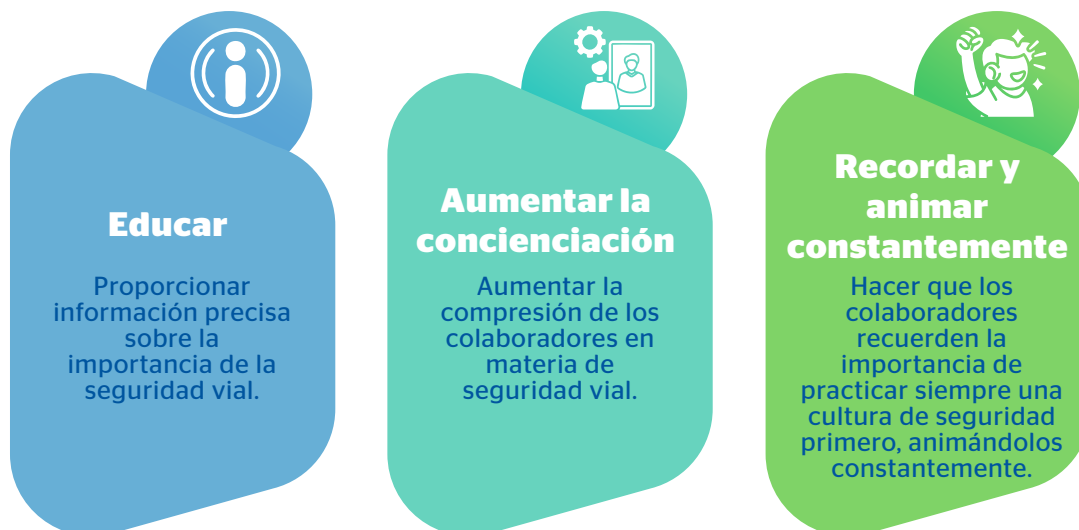 Educar
Proporcionar
información precisa
sobre la
importancia de la
seguridad vial.
Aumentar la
concienciación
Aumentar la
compresión de los
colaboradores en
materia de
seguridad vial.
Recordar y
animar
constantemente
Hacer que los
colaboradores
recuerden la
importancia de
practicar siempre una
cultura de seguridad
primero, animándolos
constantemente.